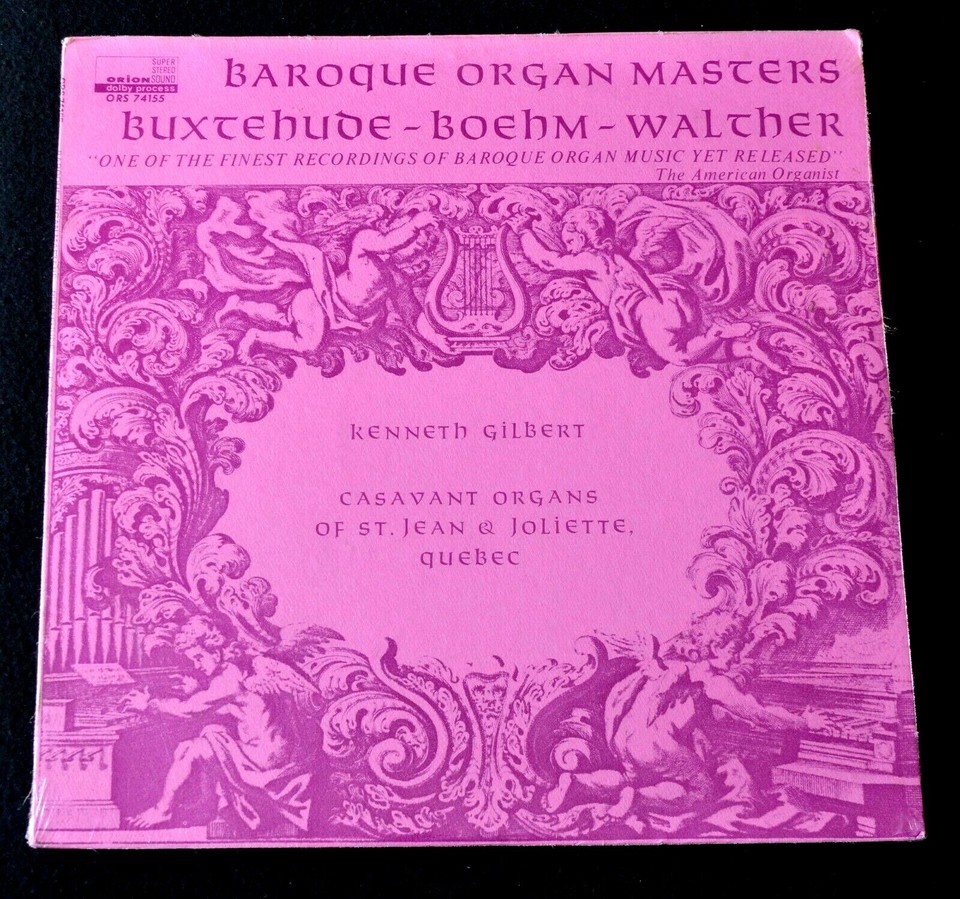 SUPER
STEREO
ORION SOUND
dolby process
ORS 74155
BAROQUE ORGAN MASTERS
BUXTEHUDE - BOEHM - WALTHER
"ONE OF THE FINEST RECORDINGS OF BAROQUE ORGAN MUSIC YET RELEASED"
The American Organist
KENNETH GILBERT
CASAVANT ORGANS
OF ST. JEAN & JOLIETTE,
QUEBEC